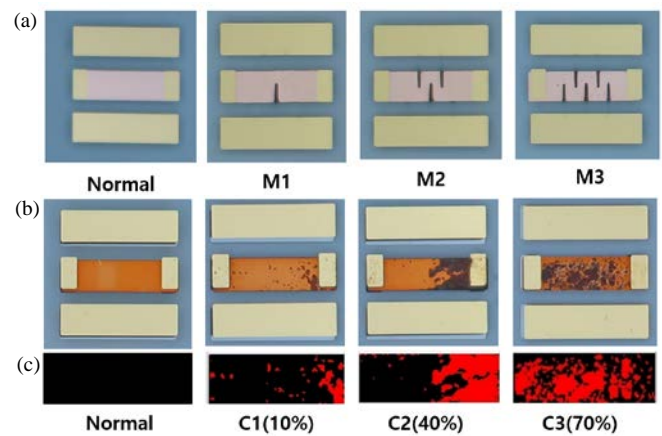 (a)
Normal M1 M2 M3
(b)
(c)
Normal C1(10%) C2(40%) C3(70%)